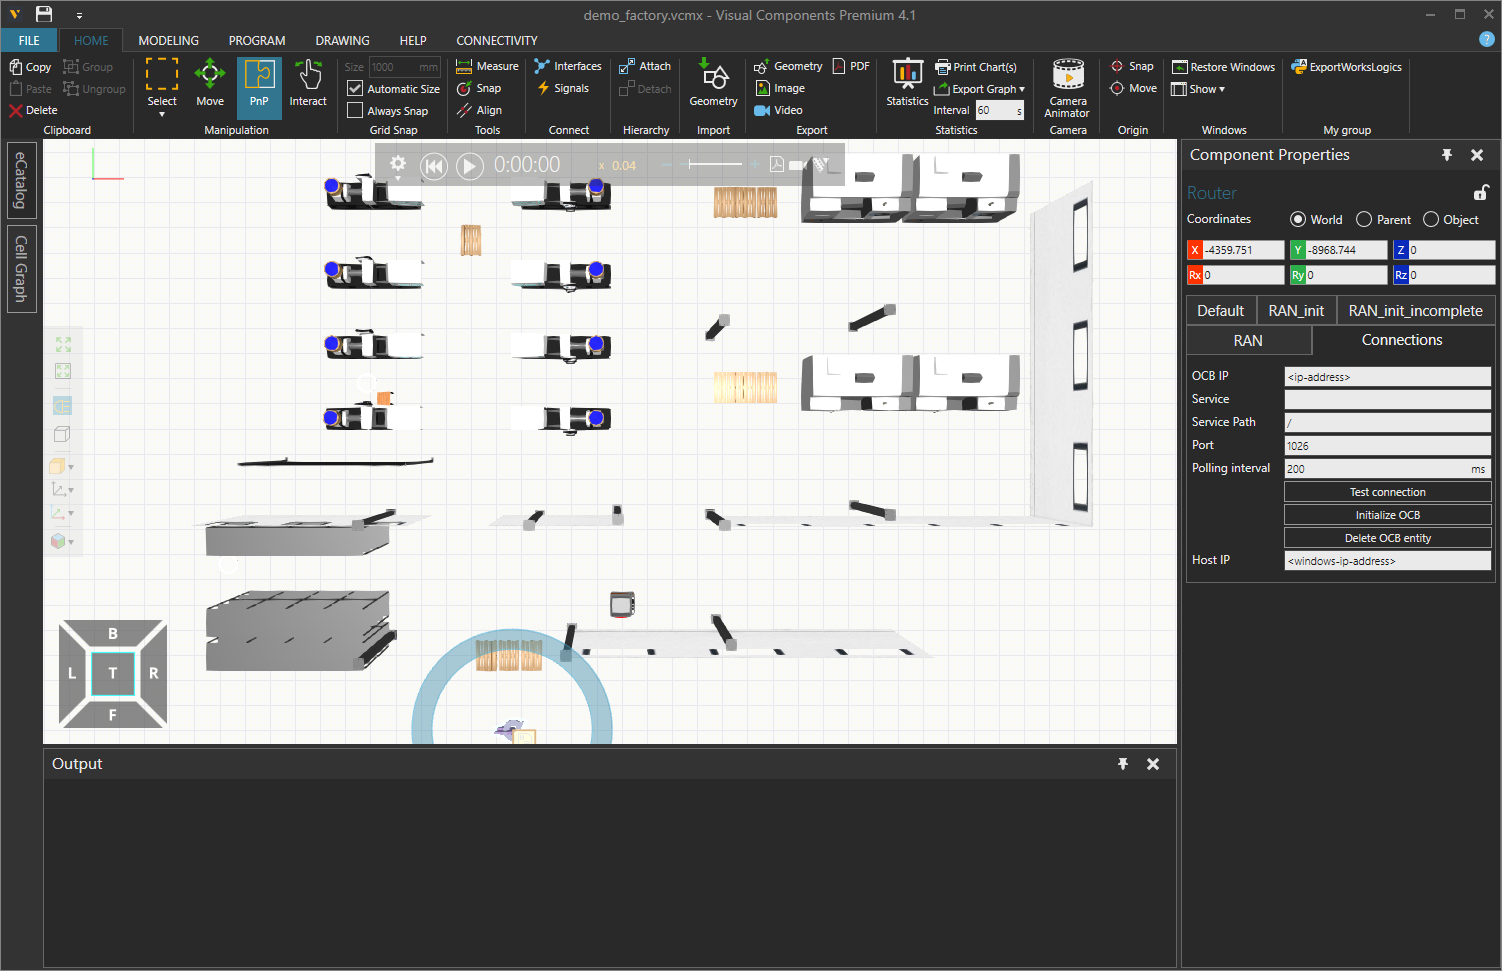 demo_factory.vcmx - Visual Components Premium 4.1
FILE HOME MODELING PROGRAM DRAWING HELP CONNECTIVITY
Copy Group
Paste Ungroup
Delete
Clipboard
Select Move PnP Interact
Manipulation
Size 1000 mm
Automatic Size
Always Snap
Grid Snap
Measure
Snap
Align
Tools
Interfaces
Signals
Connect
Attach
Detach
Hierarchy
Geometry
Import
Geometry PDF
Image
Video
Export
Statistics
Print Chart(s)
Export Graph
Interval 60 s
Statistics
Camera
Animator
Camera
Snap
Move
Origin
Restore Windows
Show
Windows
ExportWorksLogics
My group
eCatalog
Cell Graph
0:00:00 x 0.04
B
L T R
F
Component Properties
Router
Coordinates World Parent Object
X -4359.751 Y -8968.744 Z 0
Rx 0 Ry 0 Rz 0
Default RAN_init RAN_init_incomplete
RAN Connections
OCB IP <ip-address>
Service
Service Path /
Port 1026
Polling interval 200 ms
Test connection
Initialize OCB
Delete OCB entity
Host IP <windows-ip-address>
Output